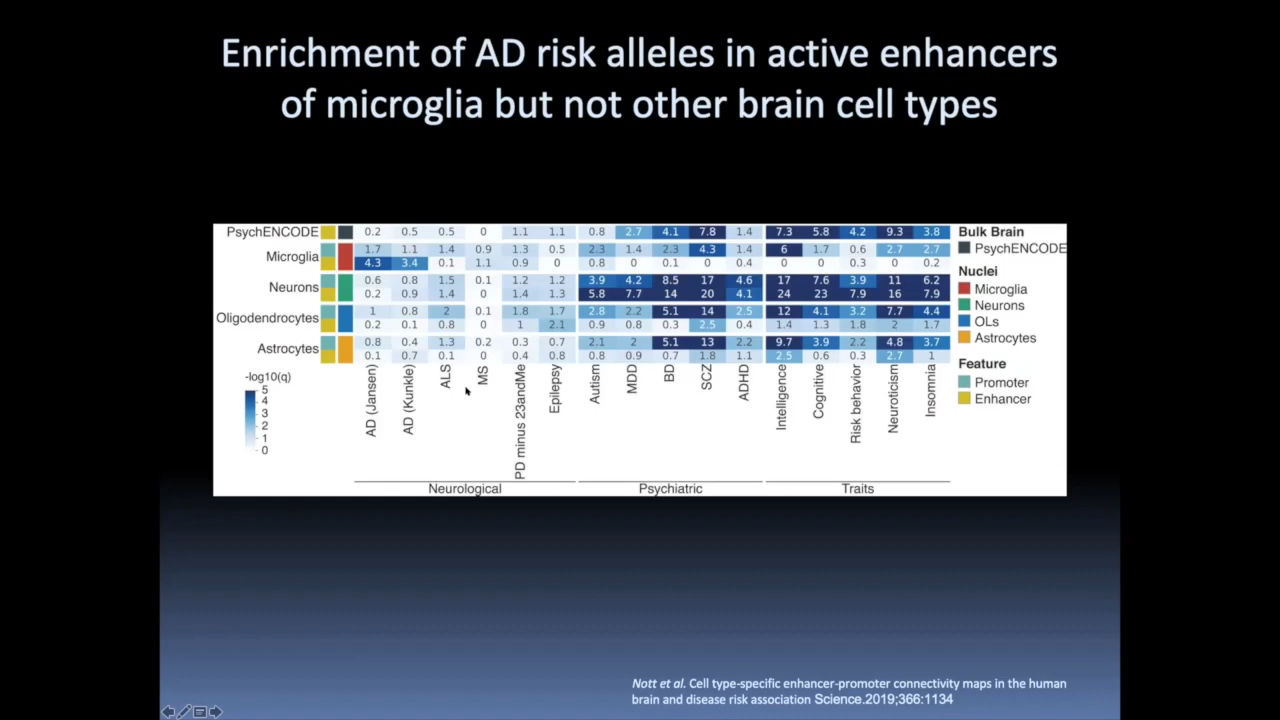 Enrichment of AD risk alleles in active enhancers
of microglia but not other brain cell types
PsychENCODE 0.2 0.5 0.5 0 1.1 1.1 0.8 2.7 4.1 7.8 1.4 7.3 5.8 4.2 9.3 3.8
Microglia
1.7 1.1 1.4 0.9 1.3 0.5 2.3 1.4 2.3 4.3 1.4 6 1.7 0.6 2.7 2.7
4.3 3.4 0.1 1.1 0.9 0 0.8 0 0.1 0 0.4 0 0 0.3 0 0.2
Neurons
0.6 0.8 1.5 0.1 1.2 1.2 3.9 4.2 8.5 17 4.6 17 7.6 3.9 11 6.2
0.2 0.9 1.4 0 1.4 1.3 5.8 7.7 14 20 4.1 24 23 7.9 16 7.9
Oligodendrocytes
1 0.8 2 0.1 1.8 1.7 2.8 2.2 5.1 14 2.5 12 4.1 3.2 7.7 4.4
0.2 0.1 0.8 0 1 2.1 0.9 0.8 0.3 2.5 0.4 1.4 1.3 1.8 2 1.7
Astrocytes
0.8 0.4 1.3 0.2 0.3 0.7 2.1 2 5.1 13 2.2 9.7 3.9 2.2 4.8 3.7
0.1 0.7 0.1 0 0.4 0.8 0.8 0.9 0.7 1.8 1.1 2.5 0.6 0.3 2.7 1
AD (Jansen)
AD (Kunkle)
ALS
MS
PD minus 23andMe
Epilepsy
Autism
MDD
BD
SCZ
ADHD
Intelligence
Cognitive
Risk behavior
Neuroticism
Insomnia
Neurological
Psychiatric
Traits
-log10(q)
5
4
3
2
1
0
Bulk Brain
PsychENCODE
Nuclei
Microglia
Neurons
OLs
Astrocytes
Feature
Promoter
Enhancer
Nott et al. Cell type-specific enhancer-promoter connectivity maps in the human
brain and disease risk association Science.2019;366:1134